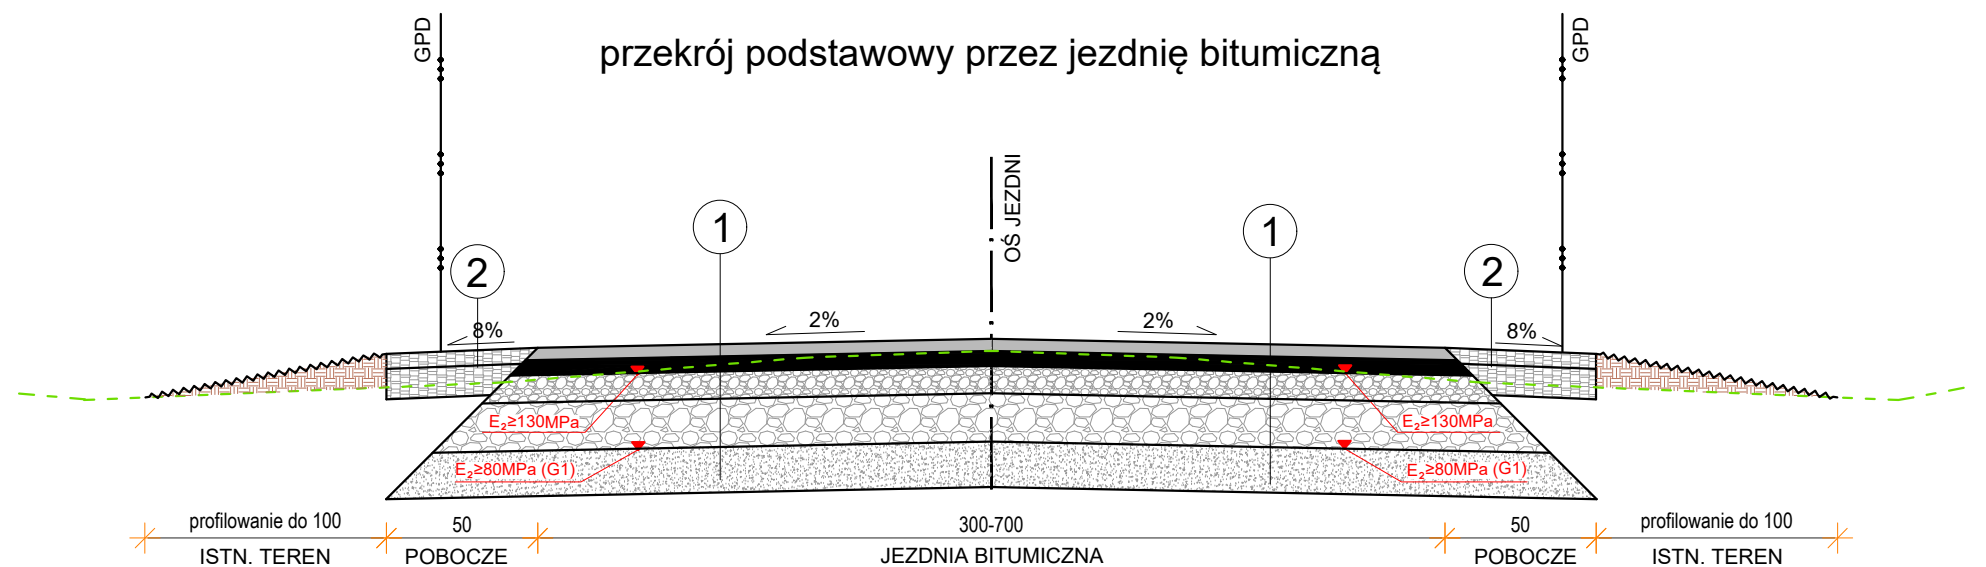 GPD
przekrój podstawowy przez jezdnię bitumiczną
GPD
OŚ JEZDNI
1
1
2
2
8%
2%
2%
8%
E₂≥130MPa
E₂≥130MPa
E₂≥80MPa (G1)
E₂≥80MPa (G1)
profilowanie do 100
50
300-700
50
profilowanie do 100
ISTN. TEREN
POBOCZE
JEZDNIA BITUMICZNA
POBOCZE
ISTN. TEREN